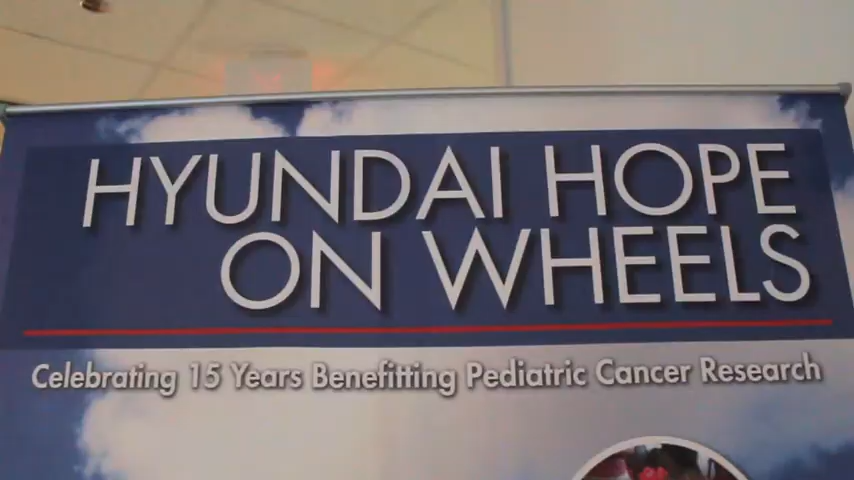 HYUNDAI HOPE
ON WHEELS
Celebrating 15 Years Benefitting Pediatric Cancer Research